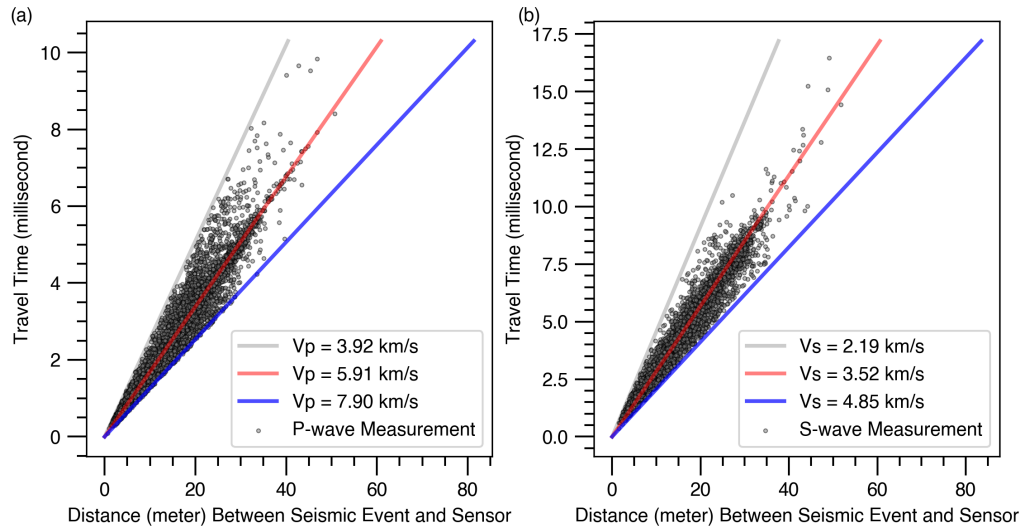 (a)
10
8
6
4
2
0
Travel Time (millisecond)
Vp = 3.92 km/s
Vp = 5.91 km/s
Vp = 7.90 km/s
P-wave Measurement
0 20 40 60 80
Distance (meter) Between Seismic Event and Sensor
(b)
17.5
15.0
12.5
10.0
7.5
5.0
2.5
0.0
Travel Time (millisecond)
Vs = 2.19 km/s
Vs = 3.52 km/s
Vs = 4.85 km/s
S-wave Measurement
0 20 40 60 80
Distance (meter) Between Seismic Event and Sensor